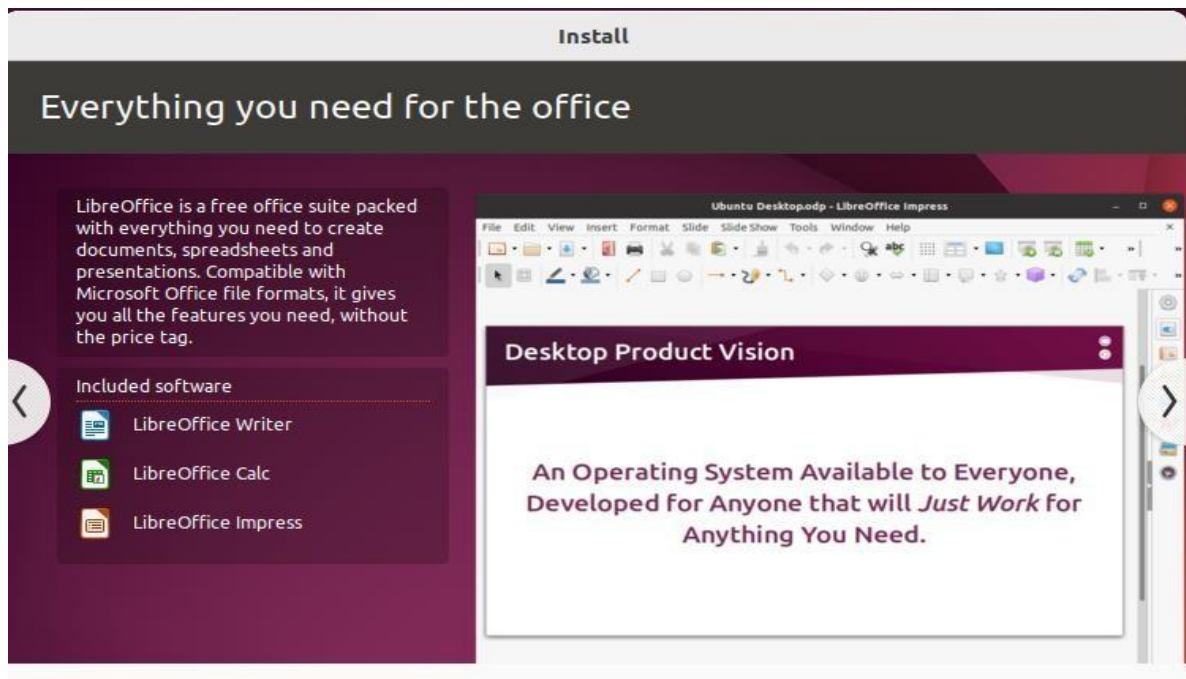 Install
Everything you need for the office
LibreOffice is a free office suite packed
with everything you need to create
documents, spreadsheets and
presentations. Compatible with
Microsoft Office file formats, it gives
you all the features you need, without
the price tag.
Included software
LibreOffice Writer
LibreOffice Calc
LibreOffice Impress
Ubuntu Desktop.odp - LibreOffice Impress
File Edit View Insert Format Slide Slide Show Tools Window Help
abc
Desktop Product Vision
An Operating System Available to Everyone,
Developed for Anyone that will Just Work for
Anything You Need.